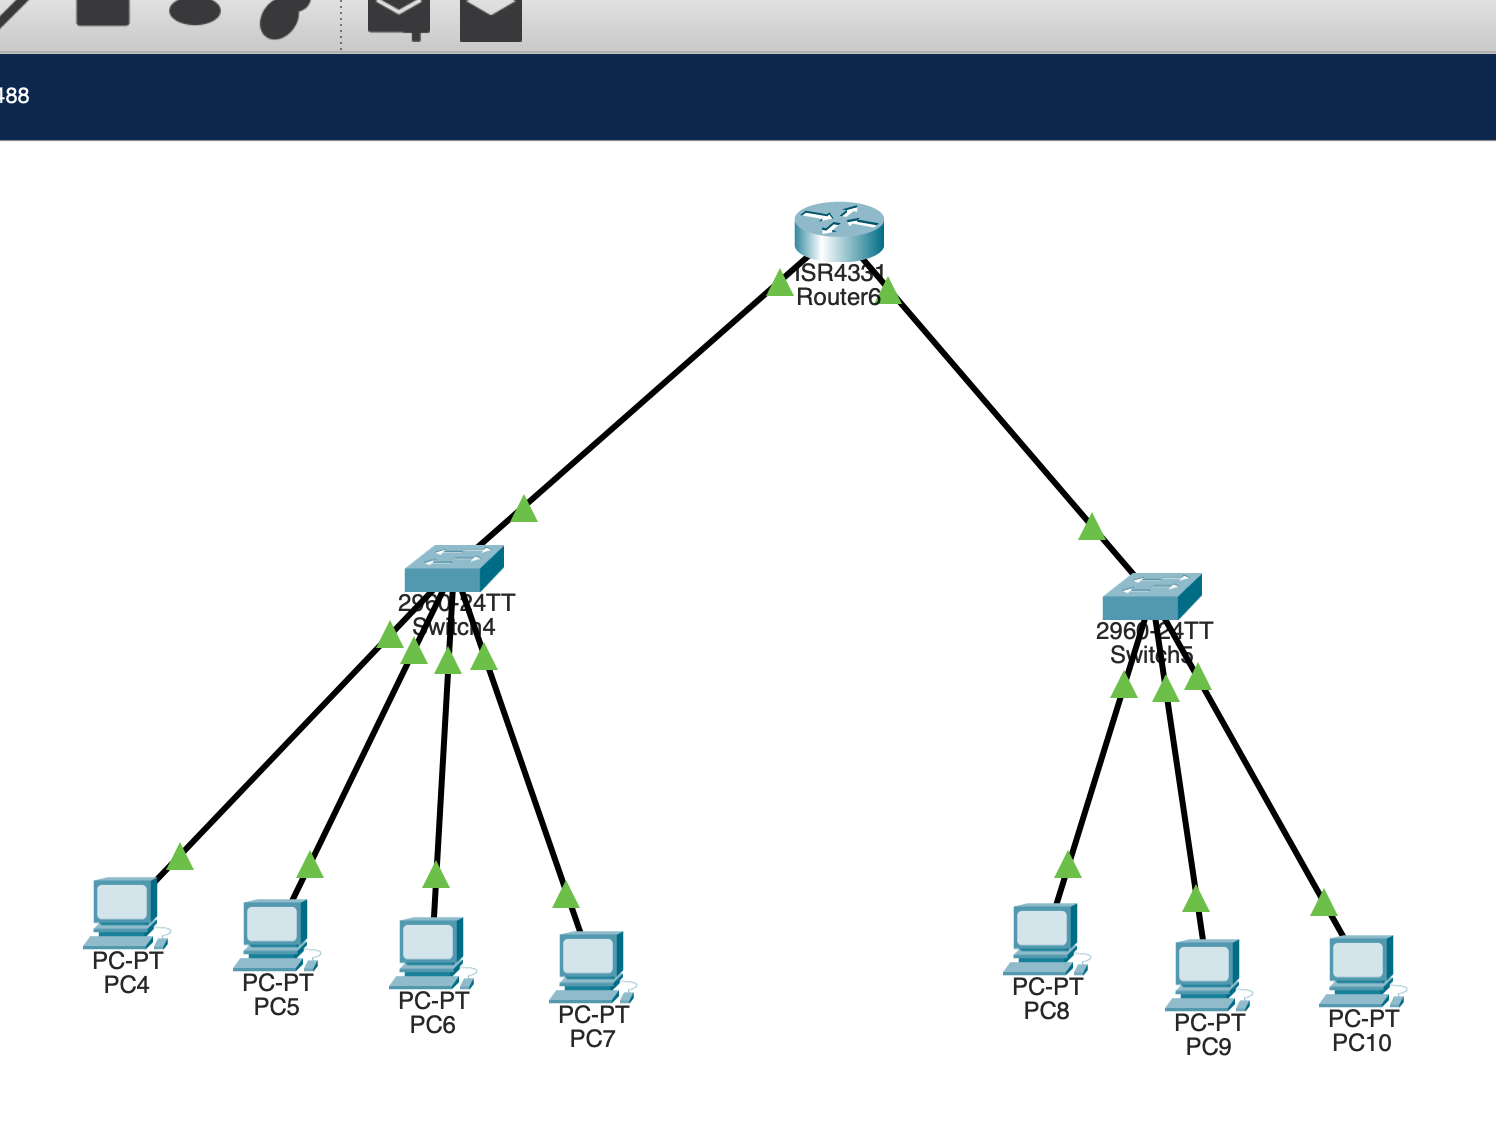 488
ISR4331
Router6
2960-24TT
Switch4
2960-24TT
Switch5
PC-PT
PC4
PC-PT
PC5
PC-PT
PC6
PC-PT
PC7
PC-PT
PC8
PC-PT
PC9
PC-PT
PC10